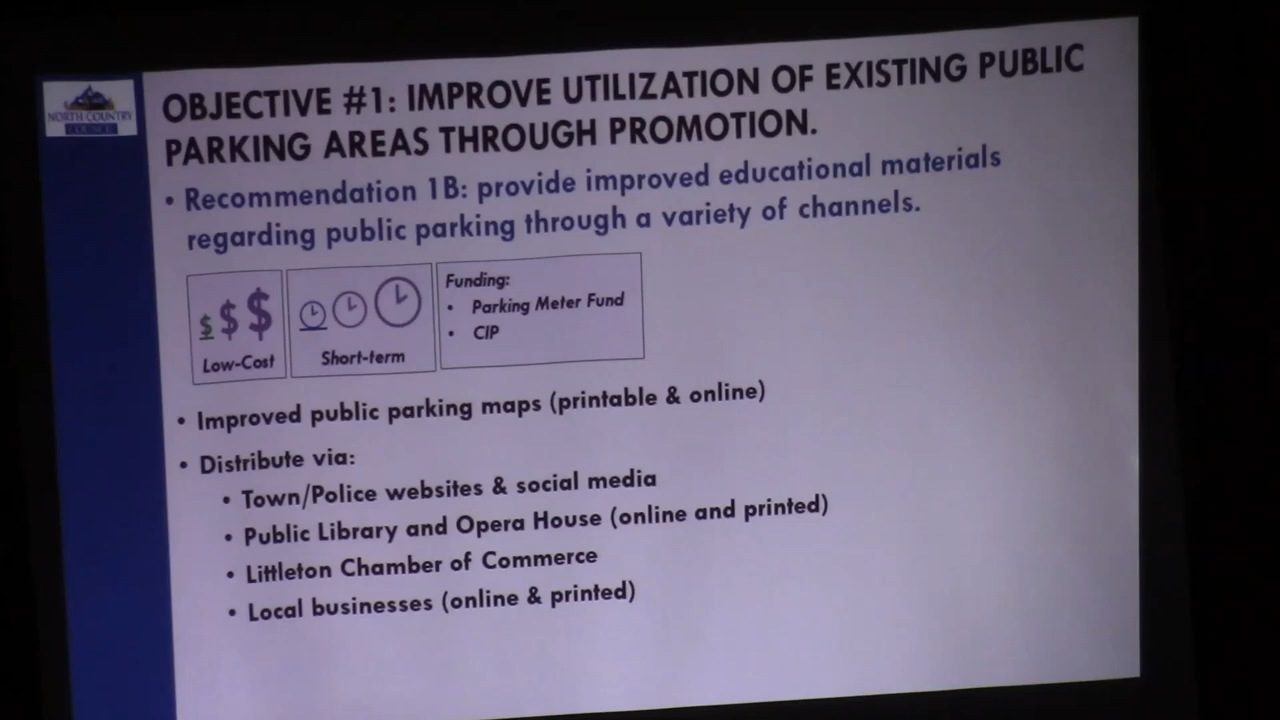 NORTH COUNTRY
COUNCIL
OBJECTIVE #1: IMPROVE UTILIZATION OF EXISTING PUBLIC
PARKING AREAS THROUGH PROMOTION.
• Recommendation 1B: provide improved educational materials
regarding public parking through a variety of channels.
$ $ $
Low-Cost
Short-term
Funding:
• Parking Meter Fund
• CIP
• Improved public parking maps (printable & online)
• Distribute via:
• Town/Police websites & social media
• Public Library and Opera House (online and printed)
• Littleton Chamber of Commerce
• Local businesses (online & printed)